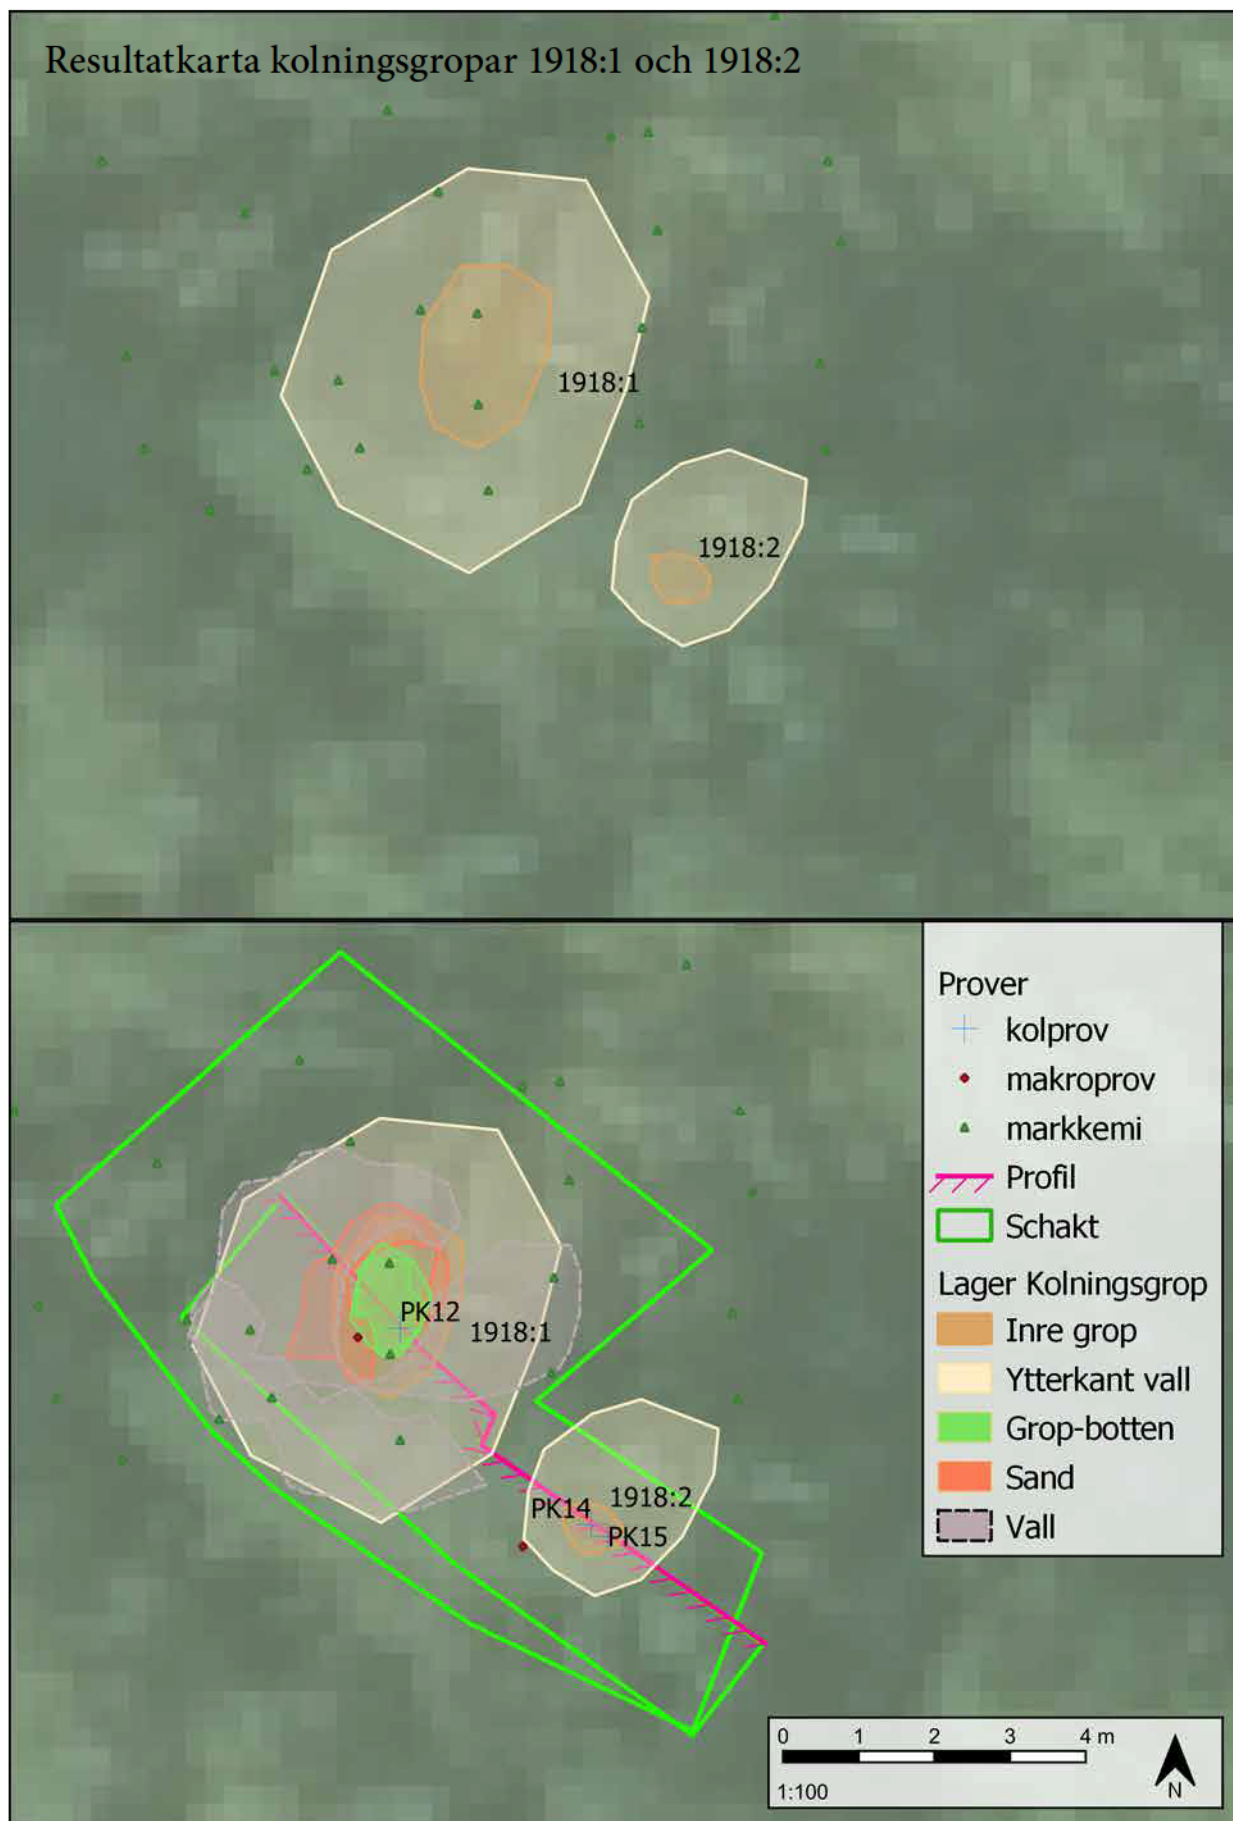 Resultatkarta kolningsgropar 1918:1 och 1918:2
1918:1
1918:2
Prover
kolprov
makroprov
markkemi
Profil
Schakt
Lager Kolningsgrop
Inre grop
Ytterkant vall
Grop-botten
Sand
Vall
PK12
1918:1
1918:2
PK14
PK15
0 1 2 3 4 m
1:100
N